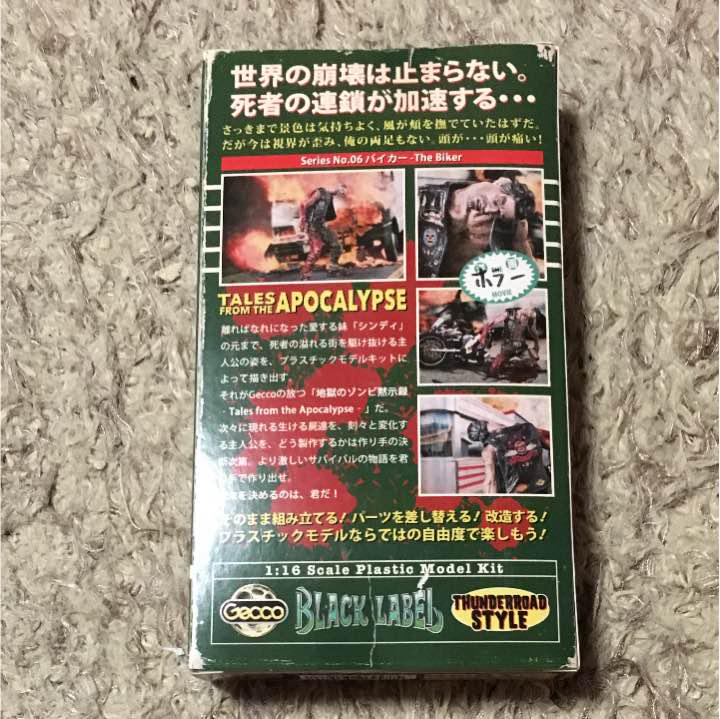 世界の崩壊は止まらない。
死者の連鎖が加速する・・・
さっきまで景色は気持ちよく、風が頬を撫でていたはずだ。
だが今は視界が歪み、俺の両足もない。頭が・・・頭が痛い!
Series No.06 バイカー -The Biker
ホラー
MOVIE
TALES
FROM THE APOCALYPSE
離ればなれになった愛する妹「シンディ」
の元まで、死者の溢れる街を駆け抜ける主
人公の姿を、プラスチックモデルキットに
よって描き出す。
それがGeccoの放つ「地獄のゾンビ黙示録
- Tales from the Apocalypse -」だ。
次々に現れる生ける屍達を、刻々と変化す
る主人公を、どう製作するかは作り手の決
断次第。より激しいサバイバルの物語を君
の手で作り出せ。
を決めるのは、君だ!
そのまま組み立てる!パーツを差し替える!改造する!
プラスチックモデルならではの自由度で楽しもう!
1:16 Scale Plastic Model Kit
Gecco
BLACK LABEL
THUNDERROAD
STYLE